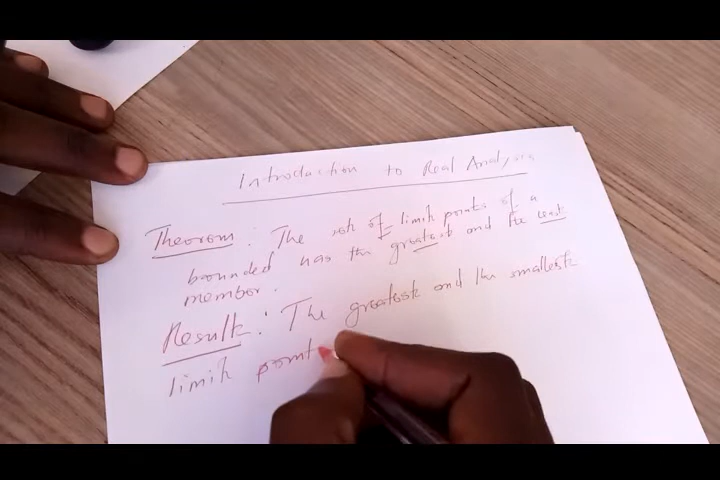 Introduction to Real Analysis
Theorem: The set of limit points of a
bounded has the greatest and the least
member.
Result: The greatest and the smallest
limit point